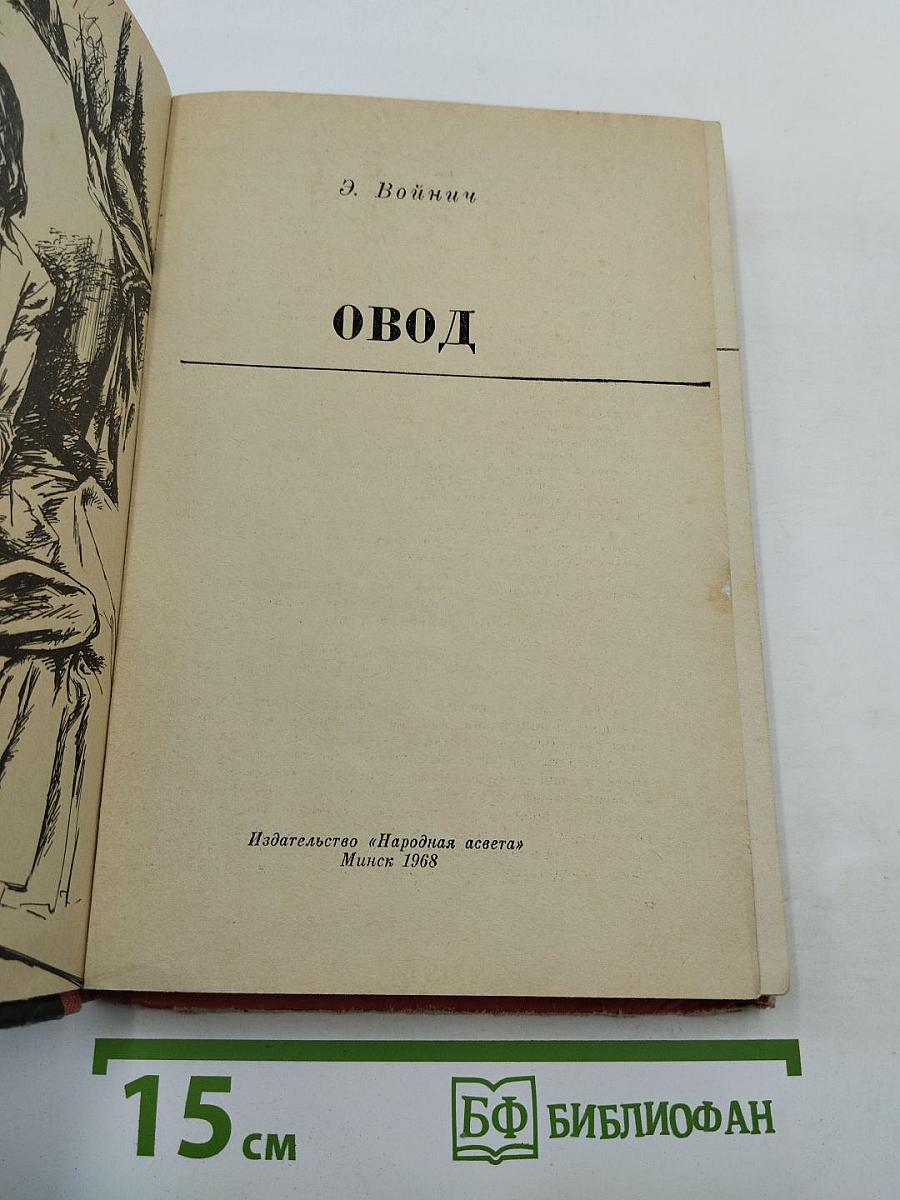 Э. Войнич
ОВОД
Издательство «Народная асвета»
Минск 1968
15 см
БФ БИБЛИОФАН